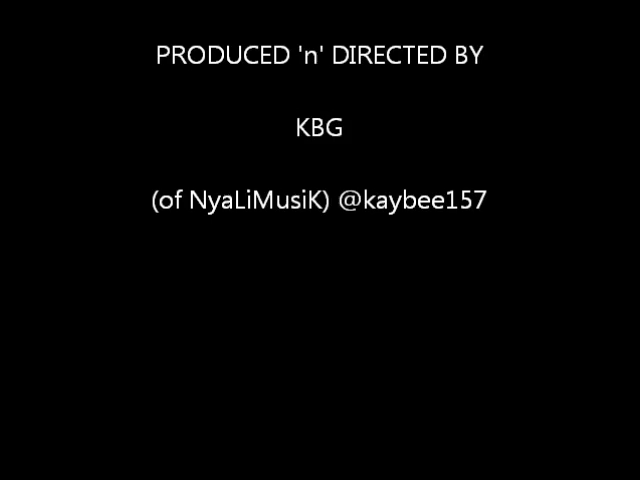 PRODUCED 'n' DIRECTED BY
KBG
(of NyaLiMusiK) @kaybee157